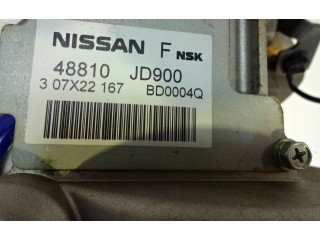 NISSAN F NSK
48810 JD900
3 07X22 167 BD0004Q